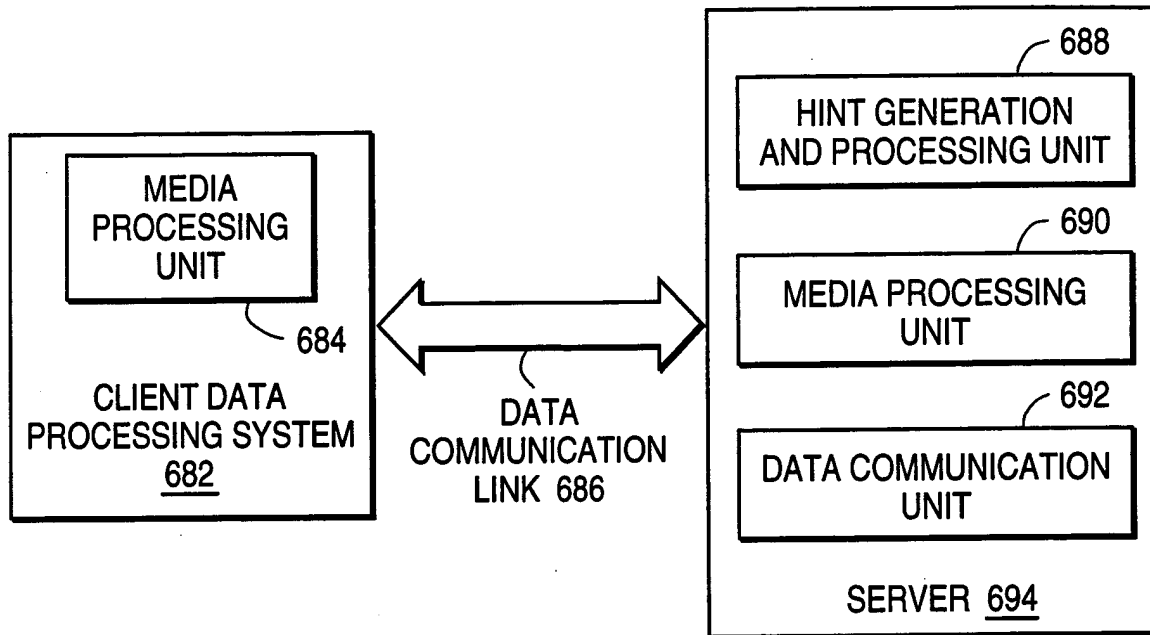 MEDIA
PROCESSING
UNIT
684
CLIENT DATA
PROCESSING SYSTEM
682
DATA
COMMUNICATION
LINK 686
688
HINT GENERATION
AND PROCESSING UNIT
690
MEDIA PROCESSING
UNIT
692
DATA COMMUNICATION
UNIT
SERVER 694